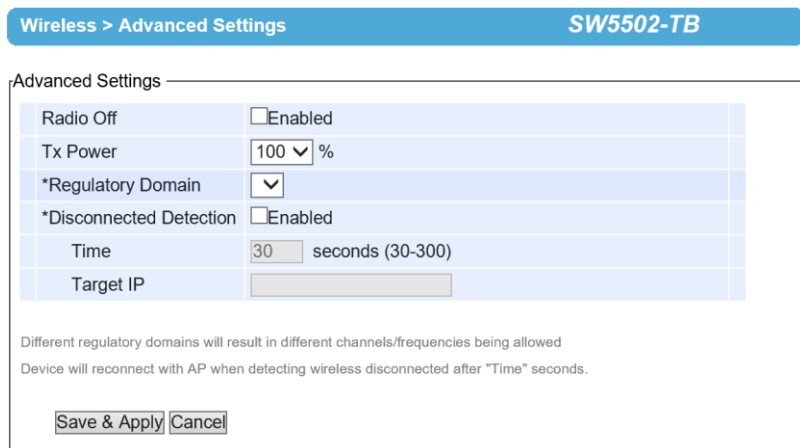 Wireless > Advanced Settings SW5502-TB
Advanced Settings
Radio Off Enabled
Tx Power 100 %
*Regulatory Domain
*Disconnected Detection Enabled
Time 30 seconds (30-300)
Target IP
Different regulatory domains will result in different channels/frequencies being allowed
Device will reconnect with AP when detecting wireless disconnected after "Time" seconds.
Save & Apply Cancel